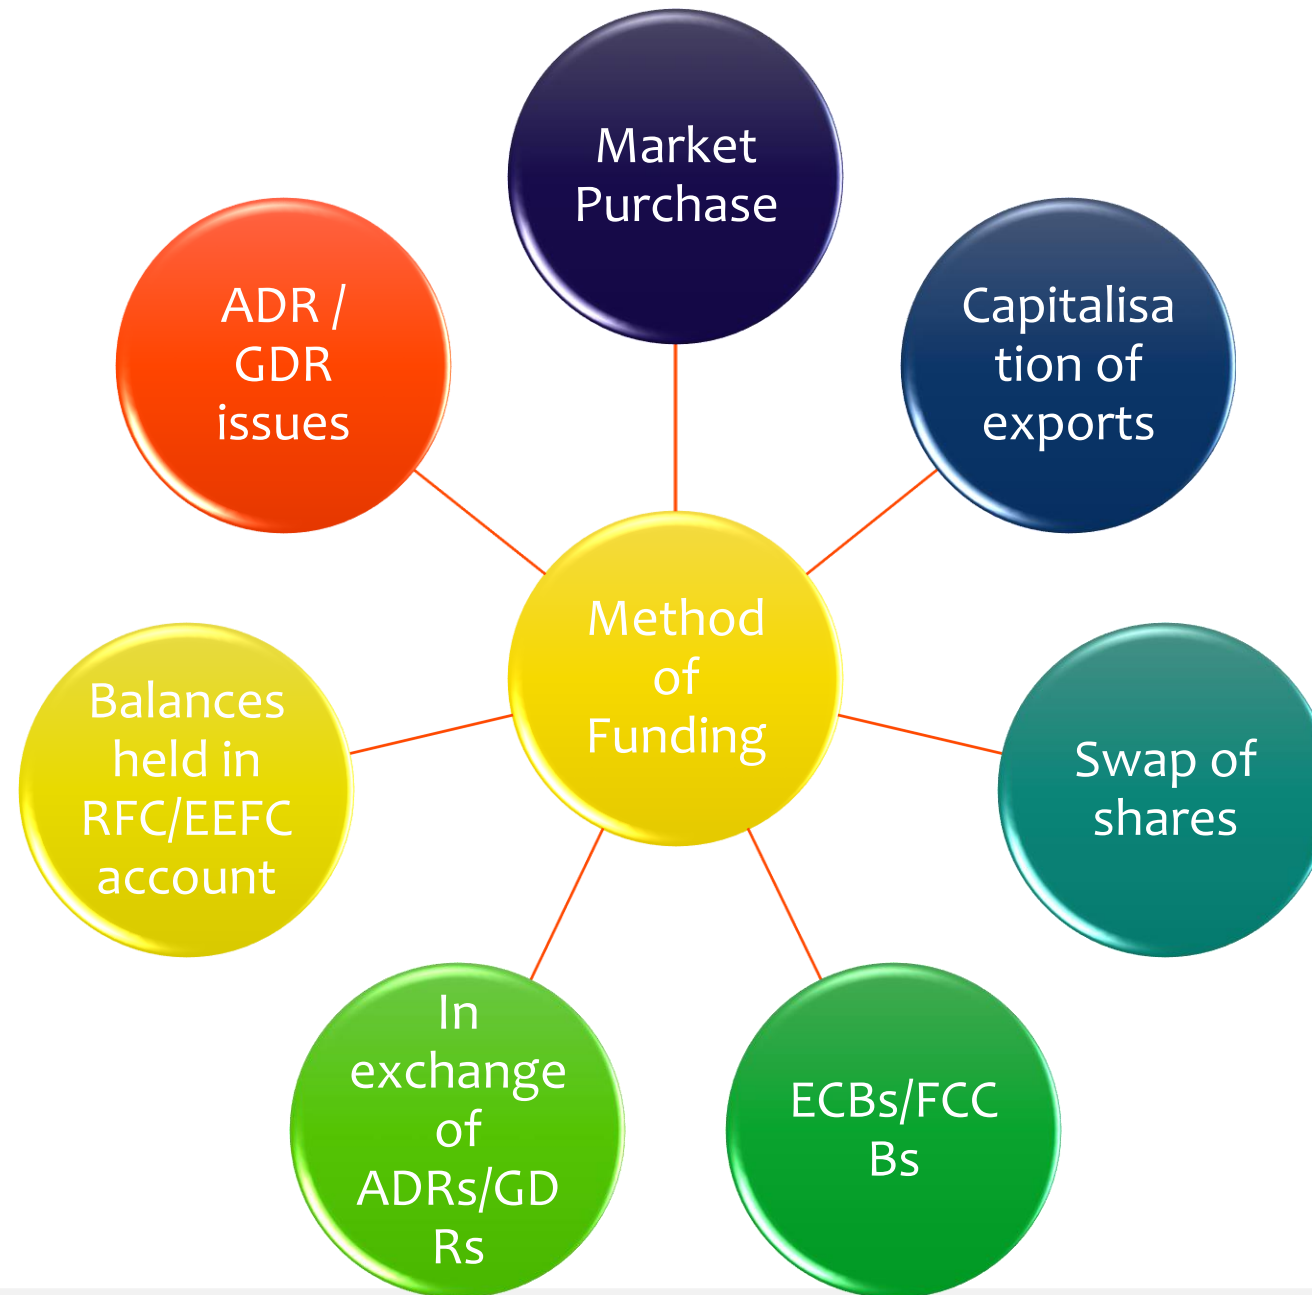 Market
Purchase
Capitalisa
tion of
exports
Swap of
shares
ECBs/FCC
Bs
In
exchange
of
ADRs/GD
Rs
Balances
held in
RFC/EEFC
account
ADR /
GDR
issues
Method
of
Funding